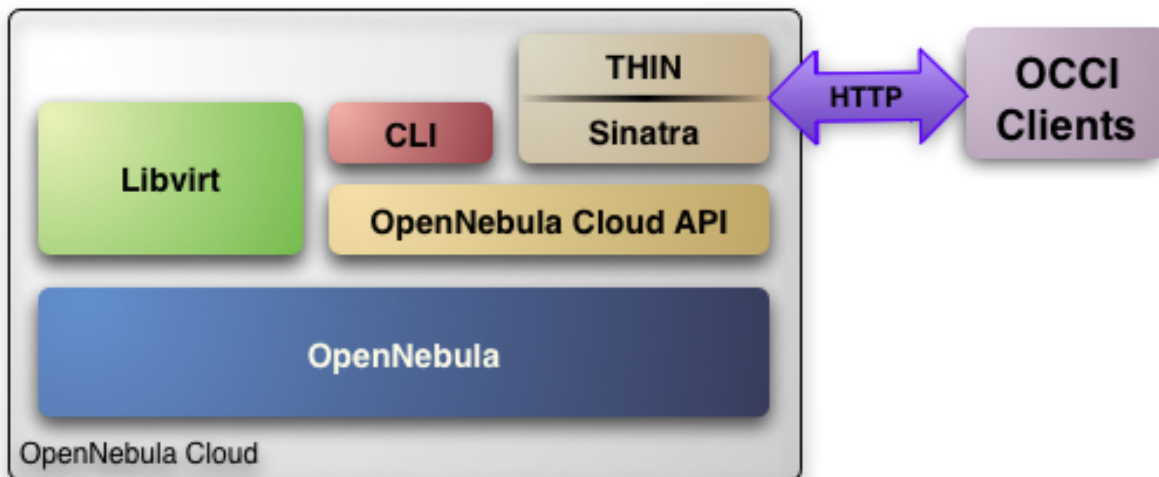 THIN
Sinatra
HTTP
OCCI
Clients
CLI
Libvirt
OpenNebula Cloud API
OpenNebula
OpenNebula Cloud